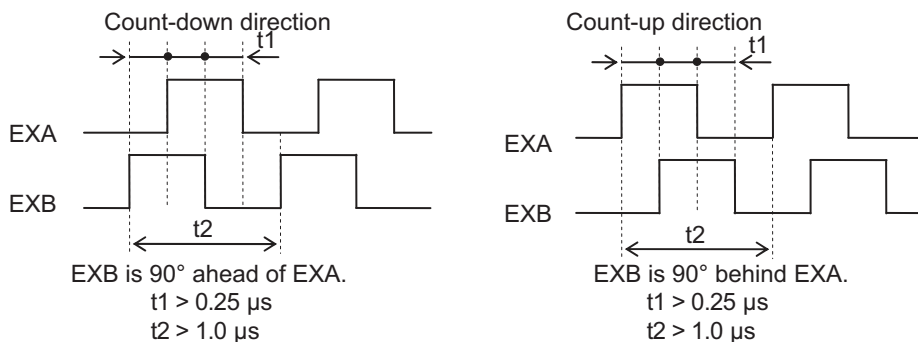 Count-down direction
t1
EXA
EXB
t2
EXB is 90° ahead of EXA.
t1 > 0.25 μs
t2 > 1.0 μs
Count-up direction
t1
EXA
EXB
t2
EXB is 90° behind EXA.
t1 > 0.25 μs
t2 > 1.0 μs